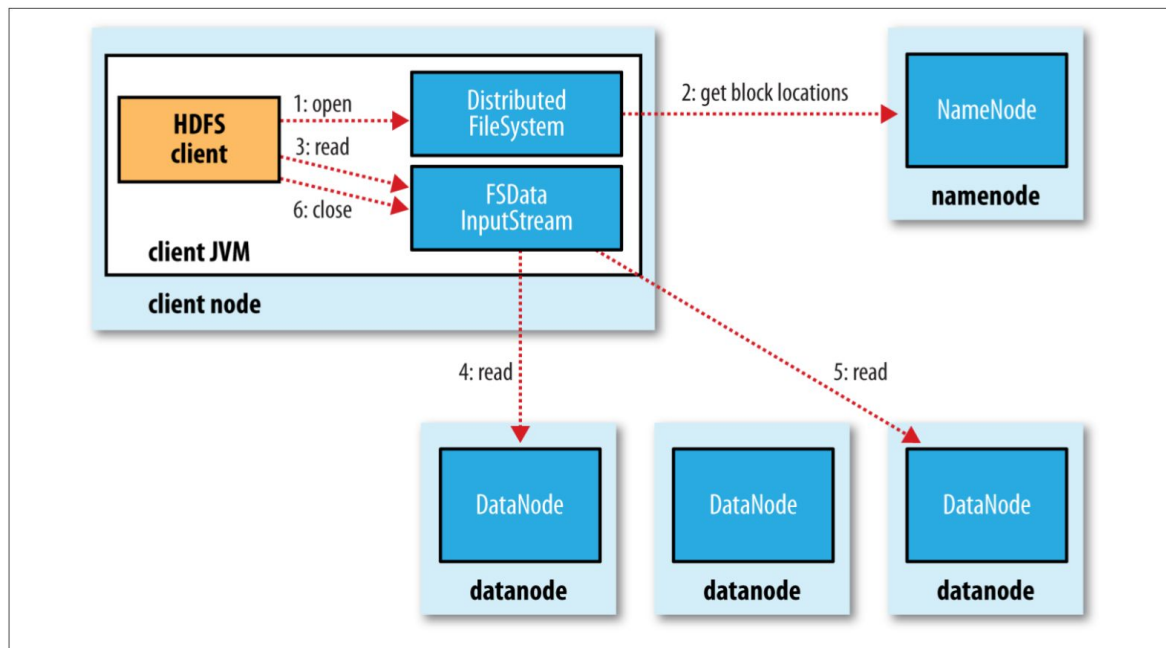 HDFS
client
1: open
3: read
6: close
Distributed
FileSystem
FSData
InputStream
client JVM
client node
2: get block locations
NameNode
namenode
4: read
5: read
DataNode
datanode
DataNode
datanode
DataNode
datanode